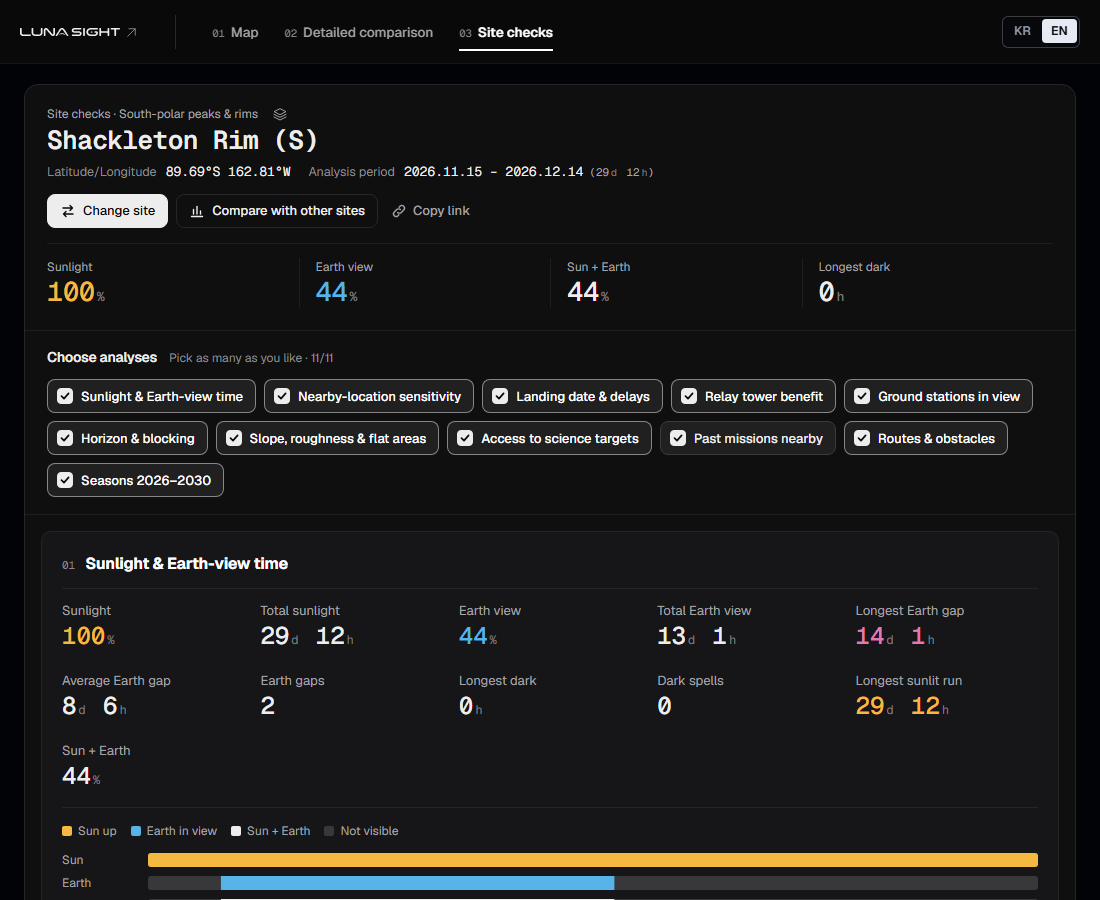 LUNA SIGHT
01 Map 02 Detailed comparison 03 Site checks
KR EN
Site checks · South-polar peaks & rims
Shackleton Rim (S)
Latitude/Longitude 89.69°S 162.81°W Analysis period 2026.11.15 – 2026.12.14 (29d 12h)
Change site Compare with other sites Copy link
Sunlight Earth view Sun + Earth Longest dark
100% 44% 44% 0h
Choose analyses Pick as many as you like · 11/11
Sunlight & Earth-view time Nearby-location sensitivity Landing date & delays Relay tower benefit Ground stations in view
Horizon & blocking Slope, roughness & flat areas Access to science targets Past missions nearby Routes & obstacles
Seasons 2026–2030
01 Sunlight & Earth-view time
Sunlight Total sunlight Earth view Total Earth view Longest Earth gap
100% 29d 12h 44% 13d 1h 14d 1h
Average Earth gap Earth gaps Longest dark Dark spells Longest sunlit run
8d 6h 2 0h 0 29d 12h
Sun + Earth
44%
Sun up Earth in view Sun + Earth Not visible
Sun
Earth